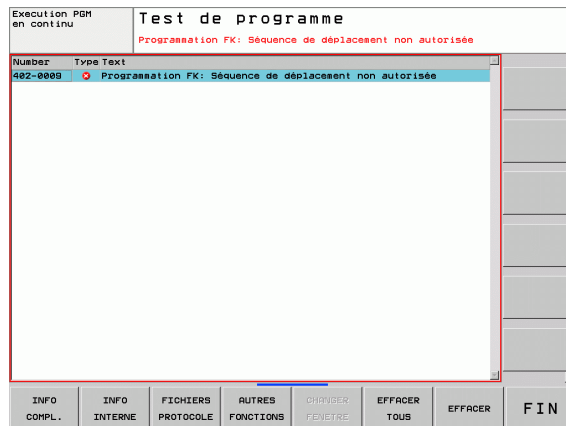 Execution PGM
en continu
Test de programme
Programmation FK: Séquence de déplacement non autorisée
Number Type Text
402-0009 Programmation FK: Séquence de déplacement non autorisée
INFO COMPL.
INFO INTERNE
FICHIERS PROTOCOLE
AUTRES FONCTIONS
CHANGER FENETRE
EFFACER TOUS
EFFACER
FIN